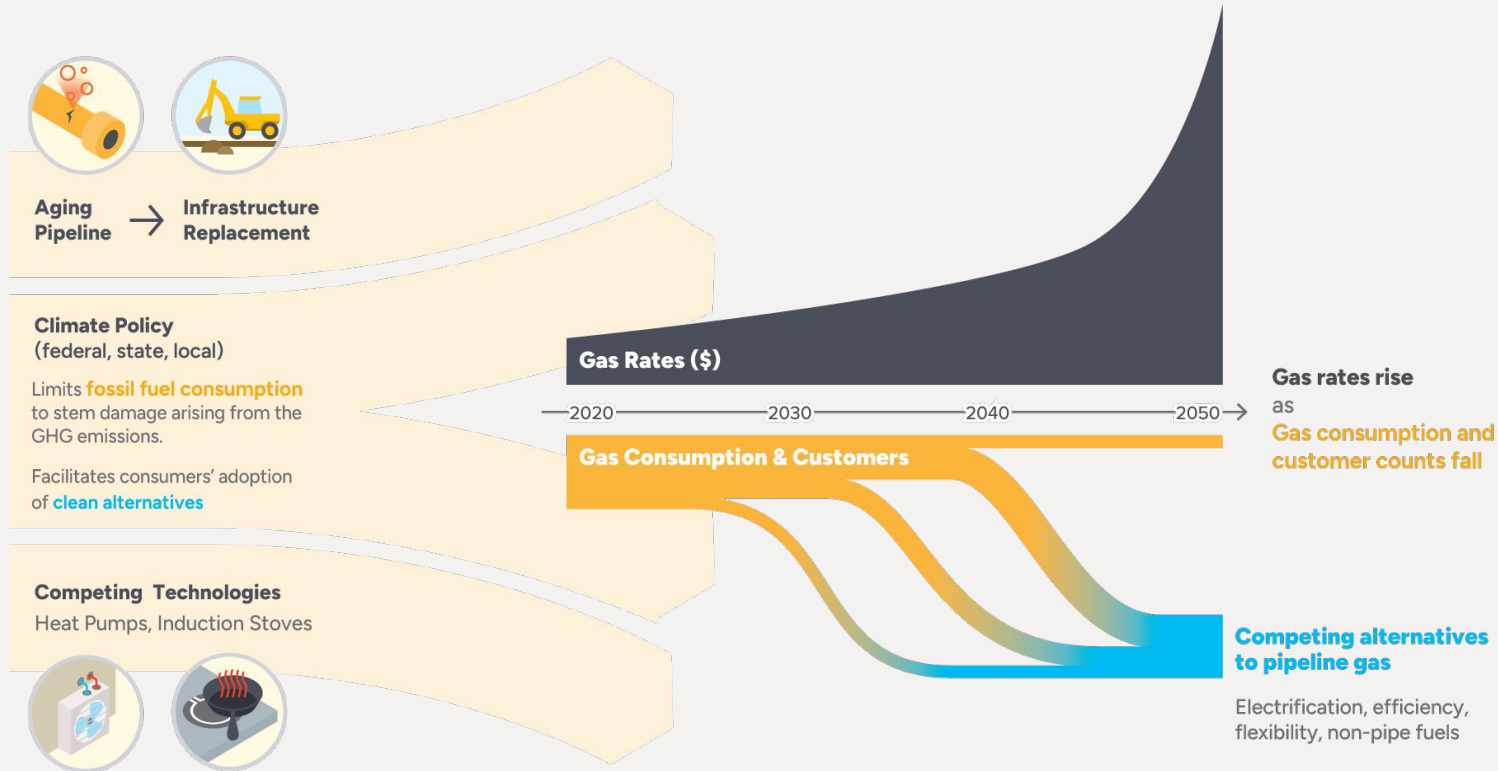 Aging
Pipeline
Infrastructure
Replacement
Climate Policy
(federal, state, local)
Limits fossil fuel consumption
to stem damage arising from the
GHG emissions.
Facilitates consumers’ adoption
of clean alternatives
Competing Technologies
Heat Pumps, Induction Stoves
Gas Rates ($)
2020
2030
2040
2050
Gas Consumption & Customers
Gas rates rise
as
Gas consumption and
customer counts fall
Competing alternatives
to pipeline gas
Electrification, efficiency,
flexibility, non-pipe fuels